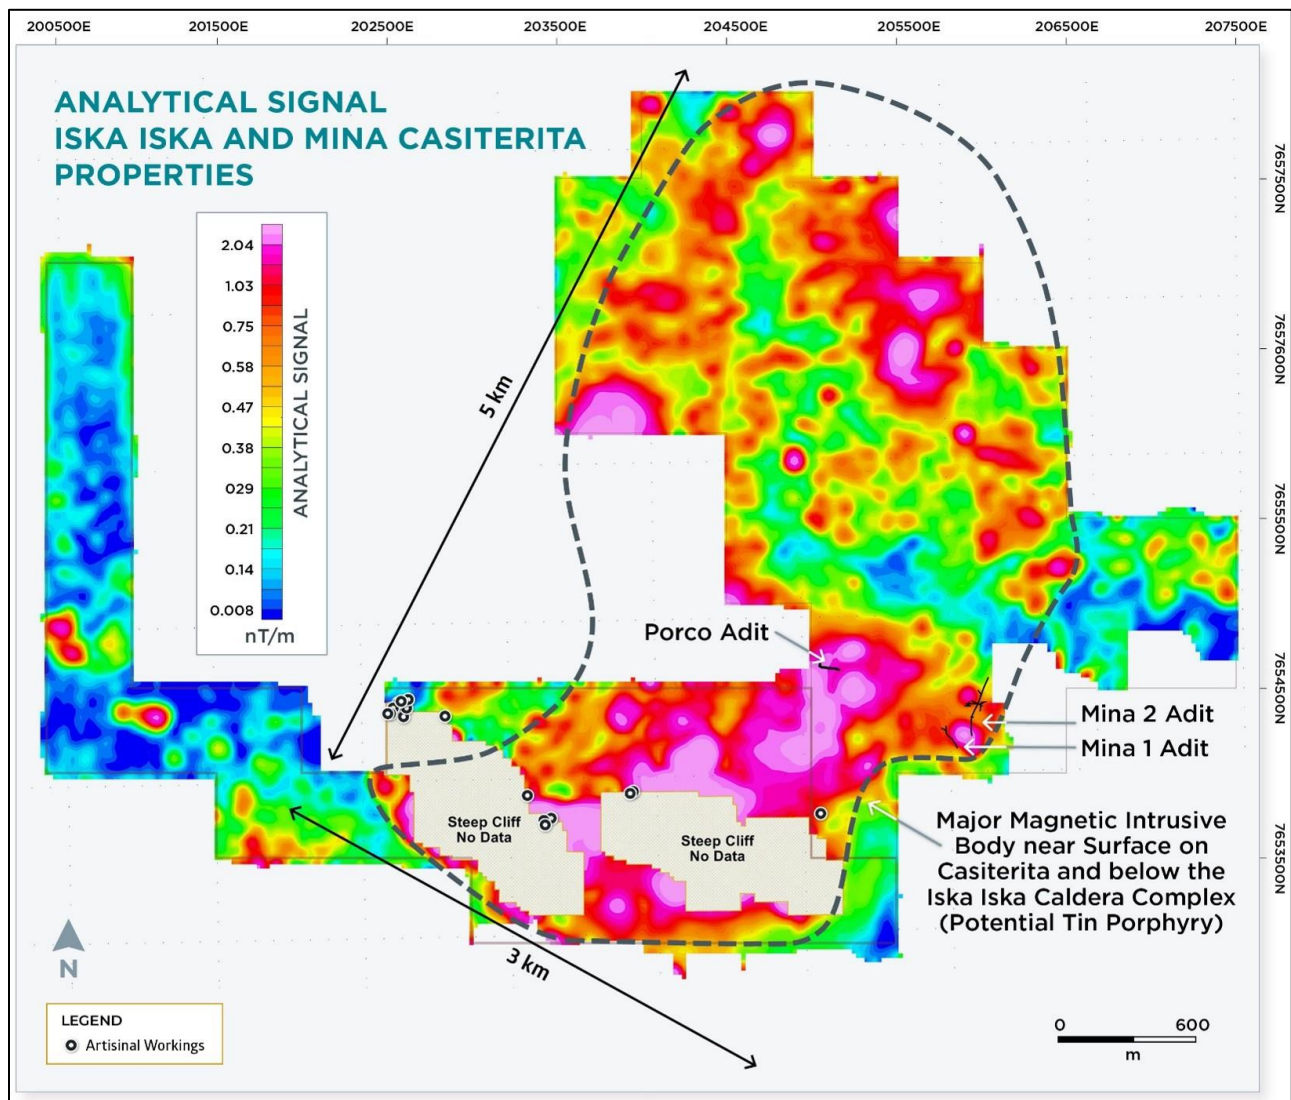 200500E 201500E 202500E 203500E 204500E 205500E 206500E 207500E
ANALYTICAL SIGNAL
ISKA ISKA AND MINA CASITERITA
PROPERTIES
2.04
1.03
0.75
0.58
0.47
0.38
029
0.21
0.14
0.008
nT/m
ANALYTICAL SIGNAL
5 km
7657500N
7657600N
7655500N
7654500N
7653500N
Porco Adit
Mina 2 Adit
Mina 1 Adit
Steep Cliff
No Data
Steep Cliff
No Data
Major Magnetic Intrusive
Body near Surface on
Casiterita and below the
Iska Iska Caldera Complex
(Potential Tin Porphyry)
3 km
N
LEGEND
Artisinal Workings
0 600
m